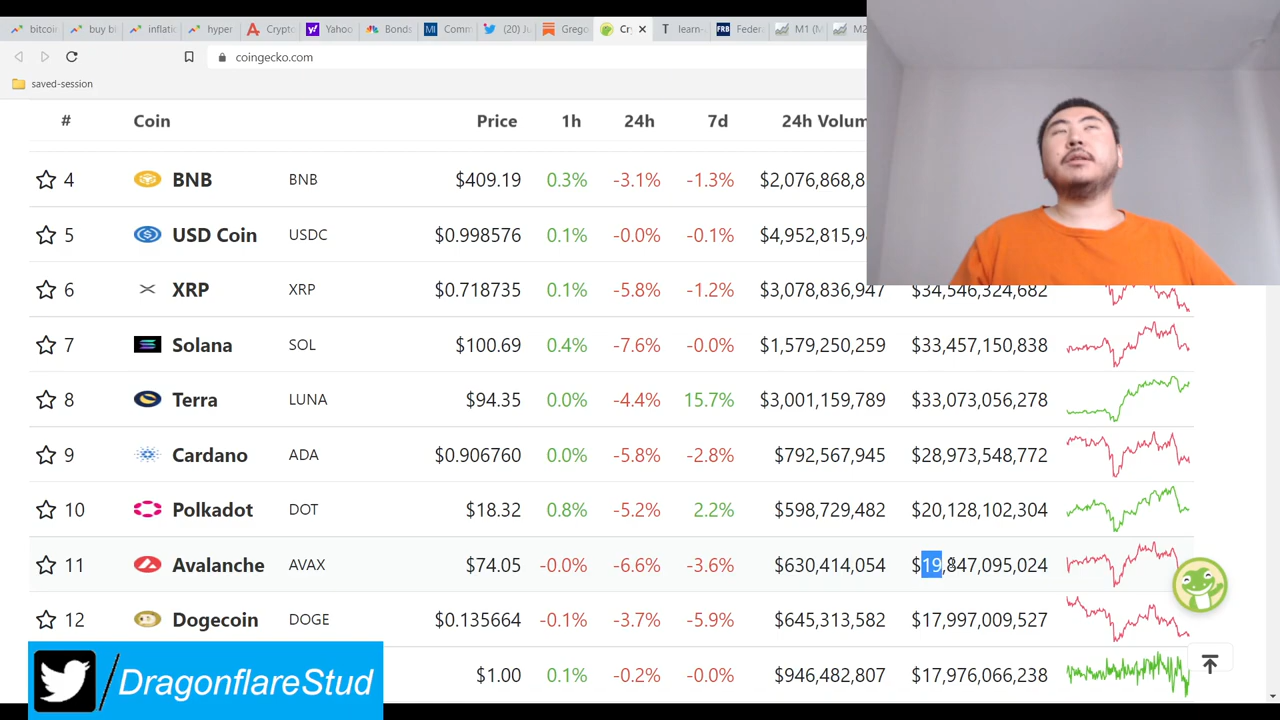 bitcoin buy bi inflati hyper Crypto Yahoo Bonds Comm (20) Ju Grego Cry learn- Feder M1 (M M2
coingecko.com
saved-session
# Coin Price 1h 24h 7d 24h Volum
4 BNB BNB $409.19 0.3% -3.1% -1.3% $2,076,868,8
5 USD Coin USDC $0.998576 0.1% -0.0% -0.1% $4,952,815,9
6 XRP XRP $0.718735 0.1% -5.8% -1.2% $3,078,836,947 $34,546,324,682
7 Solana SOL $100.69 0.4% -7.6% -0.0% $1,579,250,259 $33,457,150,838
8 Terra LUNA $94.35 0.0% -4.4% 15.7% $3,001,159,789 $33,073,056,278
9 Cardano ADA $0.906760 0.0% -5.8% -2.8% $792,567,945 $28,973,548,772
10 Polkadot DOT $18.32 0.8% -5.2% 2.2% $598,729,482 $20,128,102,304
11 Avalanche AVAX $74.05 -0.0% -6.6% -3.6% $630,414,054 $19,847,095,024
12 Dogecoin DOGE $0.135664 -0.1% -3.7% -5.9% $645,313,582 $17,997,009,527
$1.00 0.1% -0.2% -0.0% $946,482,807 $17,976,066,238
DragonflareStud